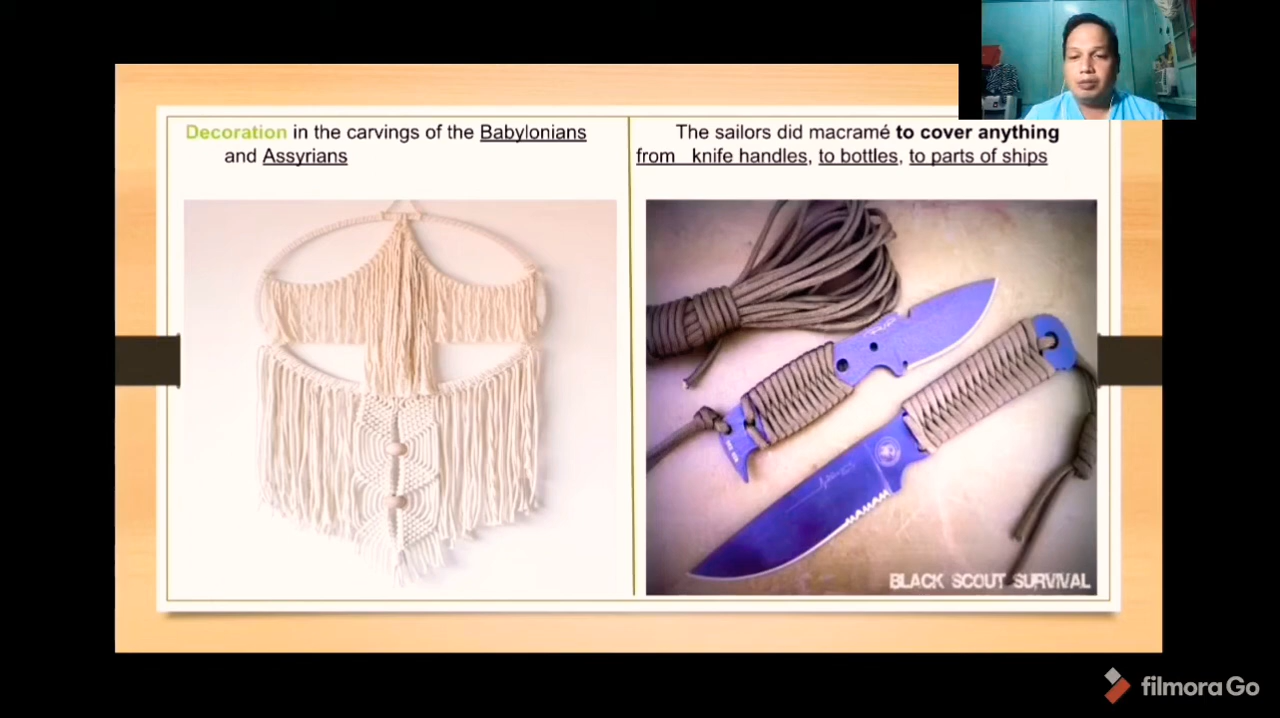 Decoration in the carvings of the Babylonians
and Assyrians
The sailors did macramé to cover anything
from knife handles, to bottles, to parts of ships
BLACK SCOUT SURVIVAL
filmoraGo